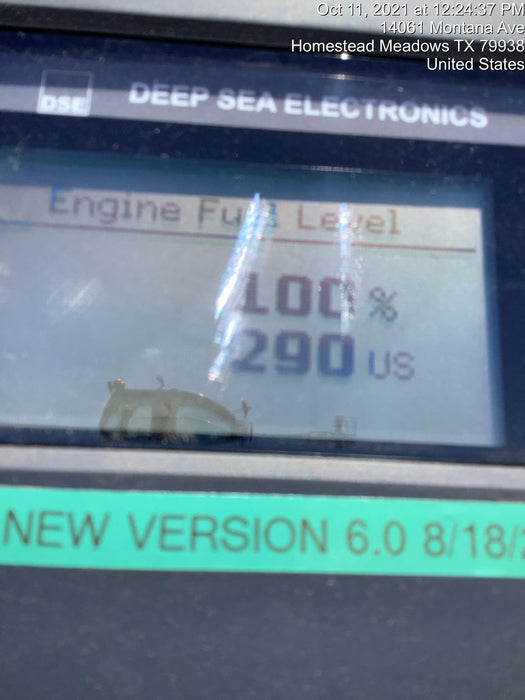 Oct 11, 2021 at 12:24:37 PM
14061 Montana Ave
Homestead Meadows TX 79938
United States
DSE DEEP SEA ELECTRONICS
Engine Fuel Level
100 %
290 US
NEW VERSION 6.0 8/18/